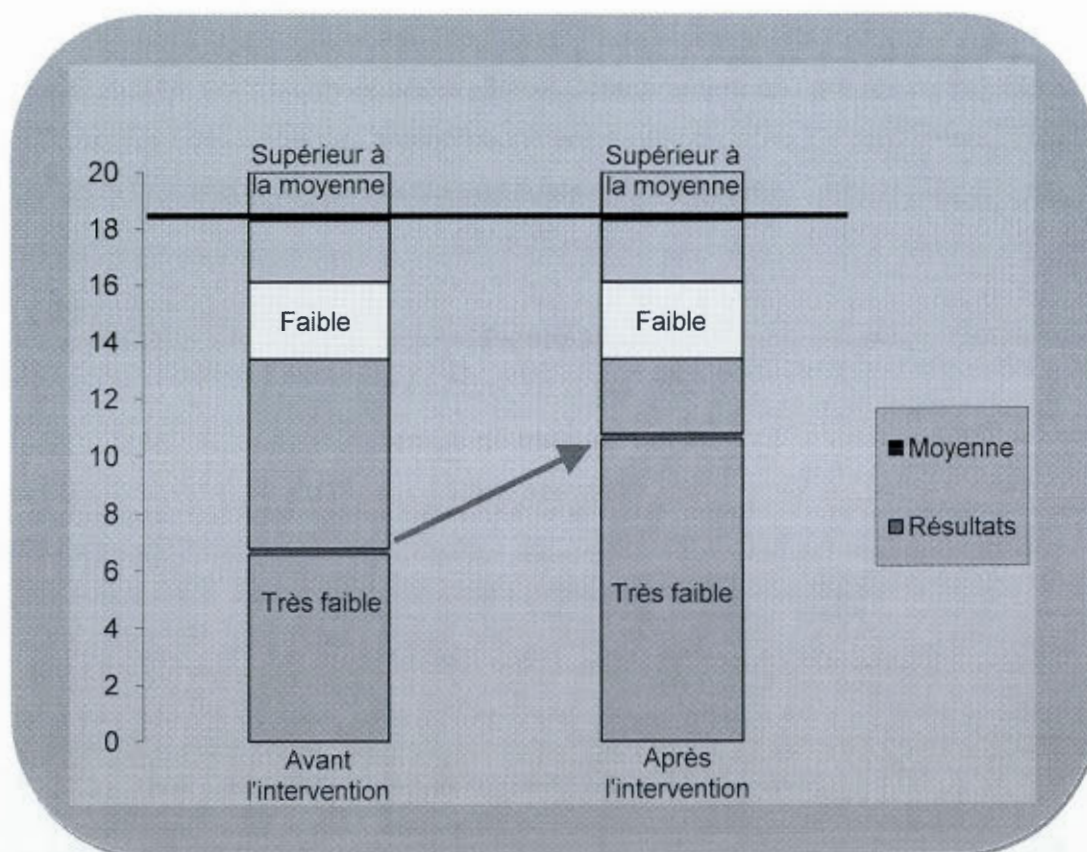 Supérieur à
la moyenne
Supérieur à
la moyenne
20
18
16
14
12
10
8
6
4
2
0
Faible
Faible
Très faible
Très faible
Moyenne
Résultats
Avant
l'intervention
Après
l'intervention